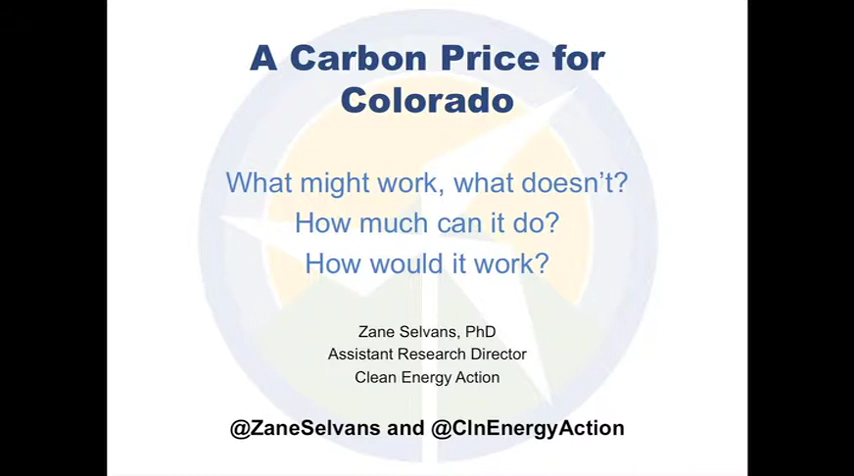 A Carbon Price for
Colorado
What might work, what doesn't?
How much can it do?
How would it work?
Zane Selvans, PhD
Assistant Research Director
Clean Energy Action
@ZaneSelvans and @ClnEnergyAction